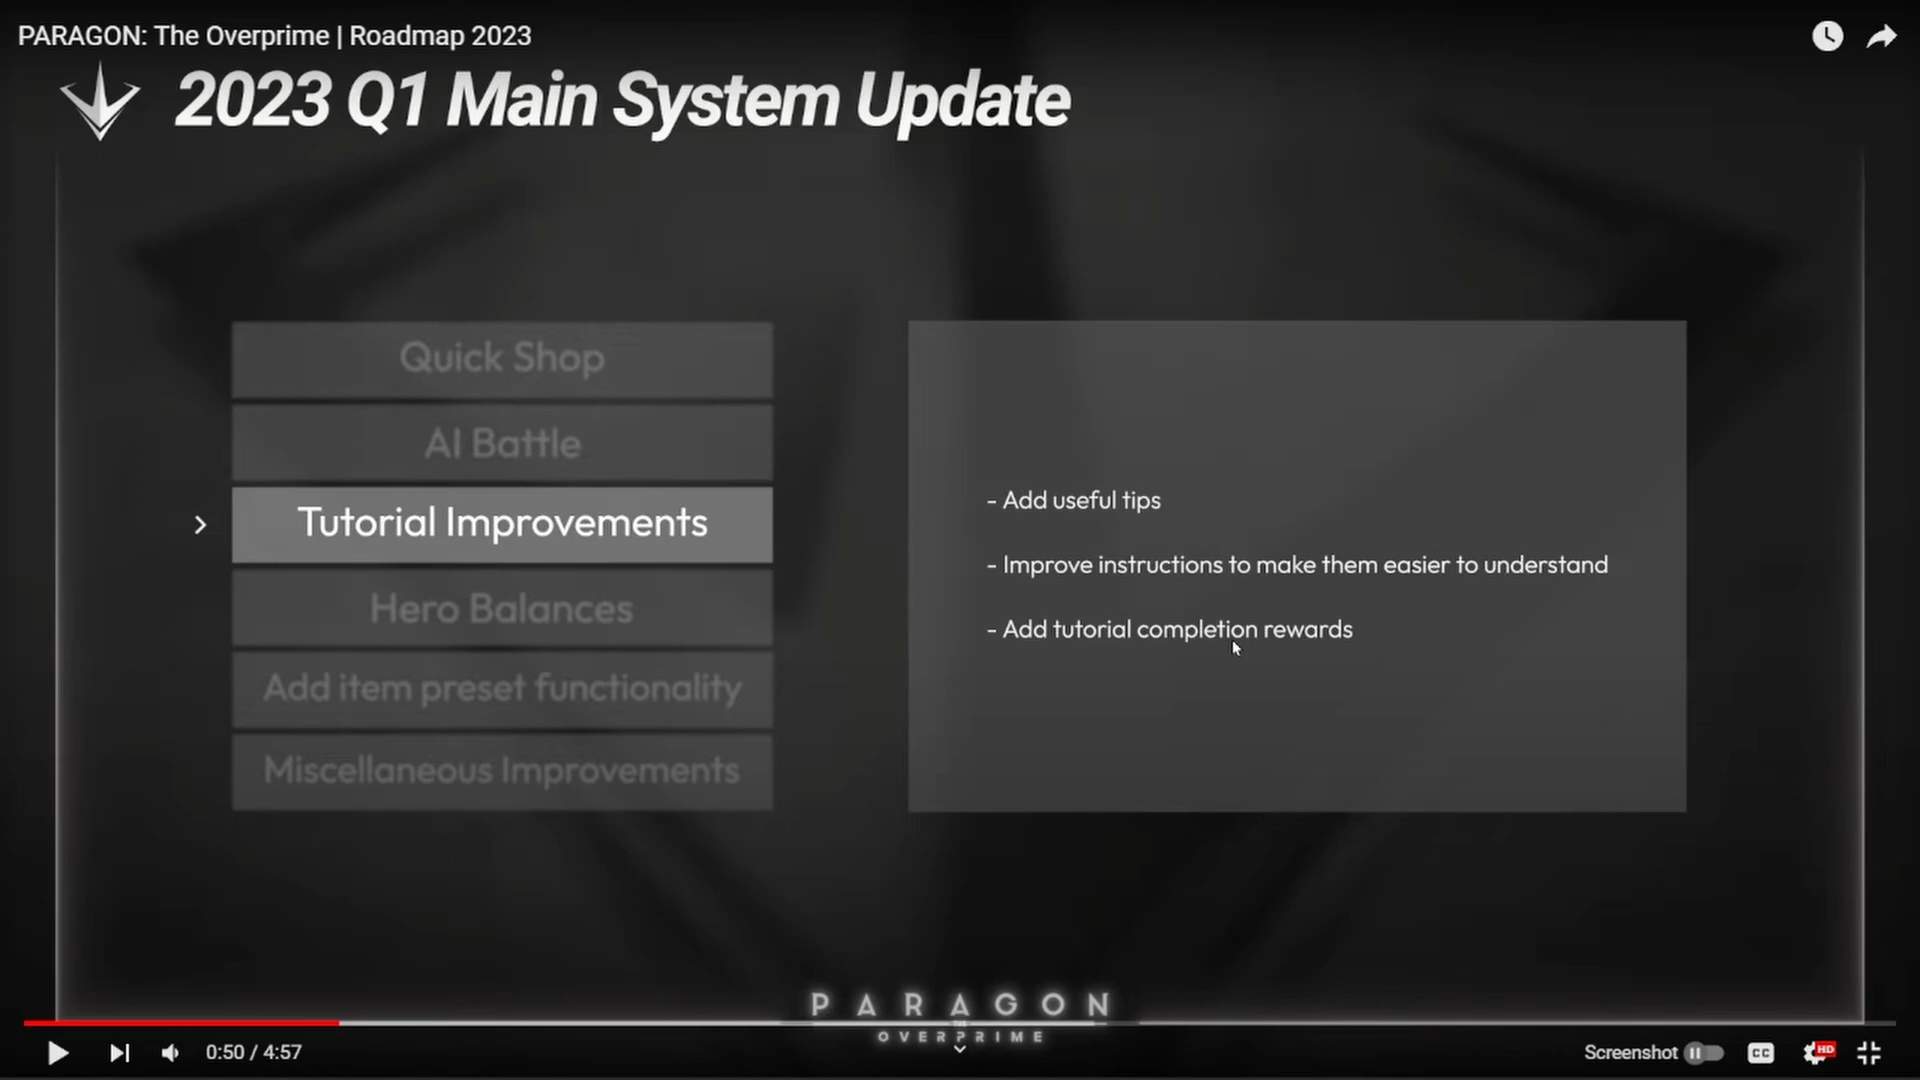 PARAGON: The Overprime | Roadmap 2023
2023 Q1 Main System Update
Quick Shop
AI Battle
Tutorial Improvements
Hero Balances
Add item preset functionality
Miscellaneous Improvements
- Add useful tips
- Improve instructions to make them easier to understand
- Add tutorial completion rewards
PARAGON
OVERPRIME
0:50 / 4:57
Screenshot
CC
HD